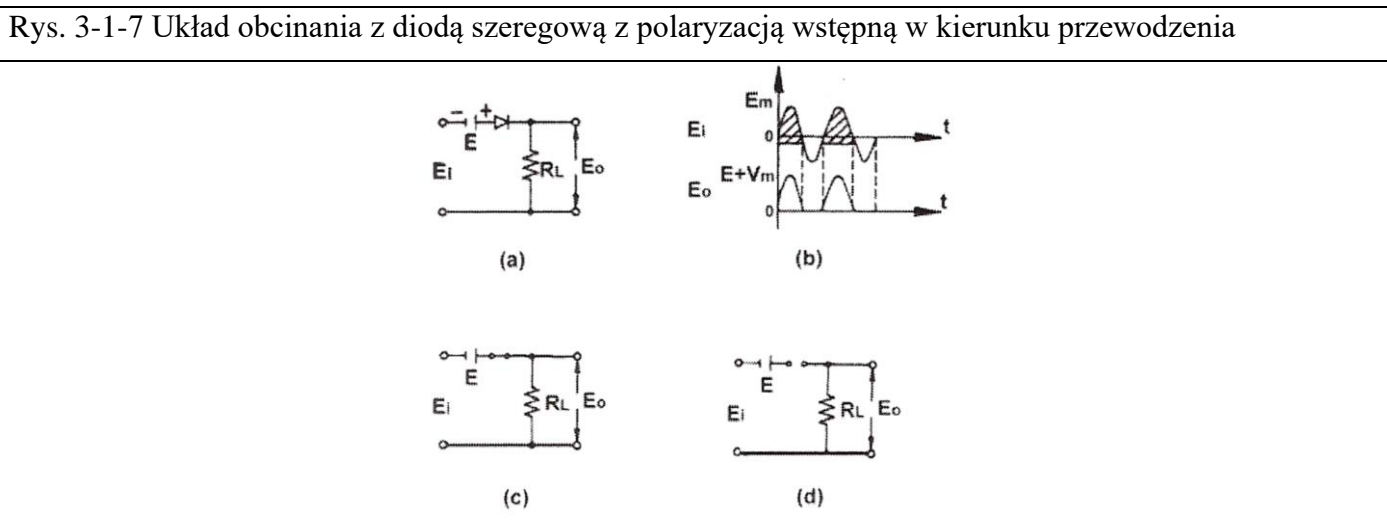 Rys. 3-1-7 Układ obcinania z diodą szeregową z polaryzacją wstępną w kierunku przewodzenia
− +
E
Ei
RL
Eo
(a)
Em
Ei
0
t
E+Vm
Eo
0
t
(b)
E
Ei
RL
Eo
(c)
E
Ei
RL
Eo
(d)